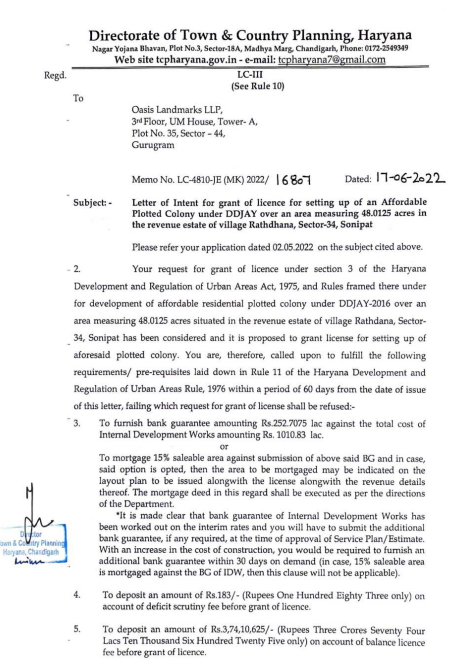 Directorate of Town & Country Planning, Haryana
Nagar Yojana Bhavan, Plot No.3, Sector-18A, Madhya Marg, Chandigarh, Phone: 0172-2549349
Web site tcpharyana.gov.in - e-mail: tcpharyana7@gmail.com
Regd.
LC-III
(See Rule 10)
To
Oasis Landmarks LLP,
3rd Floor, UM House, Tower- A,
Plot No. 35, Sector – 44,
Gurugram
Memo No. LC-4810-JE (MK) 2022/ 16807 Dated: 17-06-2022
Subject: - Letter of Intent for grant of licence for setting up of an Affordable
Plotted Colony under DDJAY over an area measuring 48.0125 acres in
the revenue estate of village Rathdhana, Sector-34, Sonipat
Please refer your application dated 02.05.2022 on the subject cited above.
2. Your request for grant of licence under section 3 of the Haryana
Development and Regulation of Urban Areas Act, 1975, and Rules framed there under
for development of affordable residential plotted colony under DDJAY-2016 over an
area measuring 48.0125 acres situated in the revenue estate of village Rathdana, Sector-
34, Sonipat has been considered and it is proposed to grant license for setting up of
aforesaid plotted colony. You are, therefore, called upon to fulfill the following
requirements/ pre-requisites laid down in Rule 11 of the Haryana Development and
Regulation of Urban Areas Rule, 1976 within a period of 60 days from the date of issue
of this letter, failing which request for grant of license shall be refused:-
3. To furnish bank guarantee amounting Rs.252.7075 lac against the total cost of
Internal Development Works amounting Rs. 1010.83 lac.
or
To mortgage 15% saleable area against submission of above said BG and in case,
said option is opted, then the area to be mortgaged may be indicated on the
layout plan to be issued alongwith the license alongwith the revenue details
thereof. The mortgage deed in this regard shall be executed as per the directions
of the Department.
*It is made clear that bank guarantee of Internal Development Works has
been worked out on the interim rates and you will have to submit the additional
bank guarantee, if any required, at the time of approval of Service Plan/Estimate.
With an increase in the cost of construction, you would be required to furnish an
additional bank guarantee within 30 days on demand (in case, 15% saleable area
is mortgaged against the BG of IDW, then this clause will not be applicable).
Director
Town & Country Planning
Haryana, Chandigarh
4. To deposit an amount of Rs.183/- (Rupees One Hundred Eighty Three only) on
account of deficit scrutiny fee before grant of licence.
5. To deposit an amount of Rs.3,74,10,625/- (Rupees Three Crores Seventy Four
Lacs Ten Thousand Six Hundred Twenty Five only) on account of balance licence
fee before grant of licence.